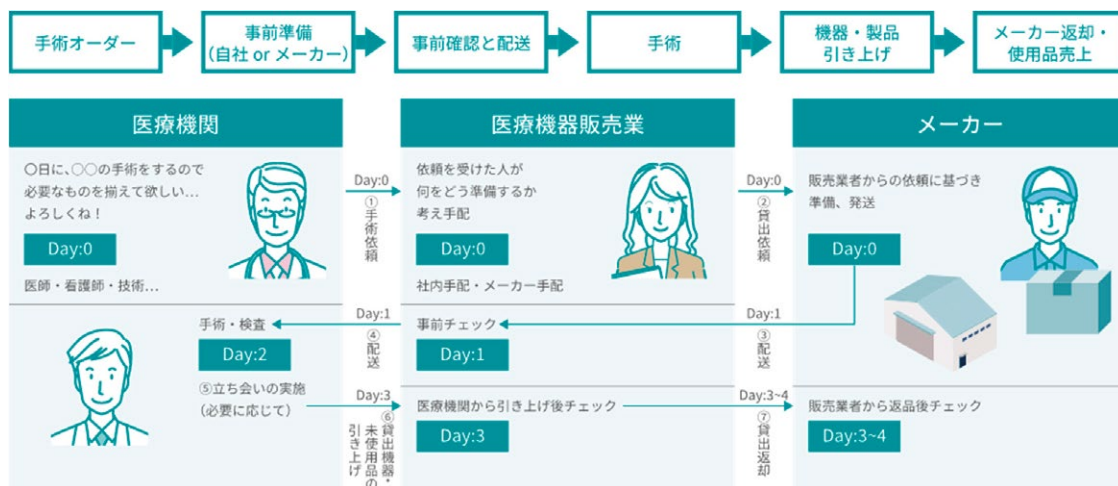 手術オーダー
事前準備
（自社 or メーカー）
事前確認と配送
手術
機器・製品
引き上げ
メーカー返却・
使用品売上
医療機関
医療機器販売業
メーカー
〇日に、〇〇の手術をするので
必要なものを揃えて欲しい…
よろしくね！
Day:0
医師・看護師・技術…
Day:0
①手術依頼
依頼を受けた人が
何をどう準備するか
考え手配
Day:0
社内手配・メーカー手配
Day:0
②貸出依頼
販売業者からの依頼に基づき
準備、発送
Day:0
手術・検査
Day:2
⑤立ち会いの実施
（必要に応じて）
Day:1
④配送
事前チェック
Day:1
Day:1
③配送
Day:3
⑥貸出機器・
未使用品の
引き上げ
医療機関から引き上げ後チェック
Day:3
Day:3~4
⑦貸出返却
販売業者から返品後チェック
Day:3~4